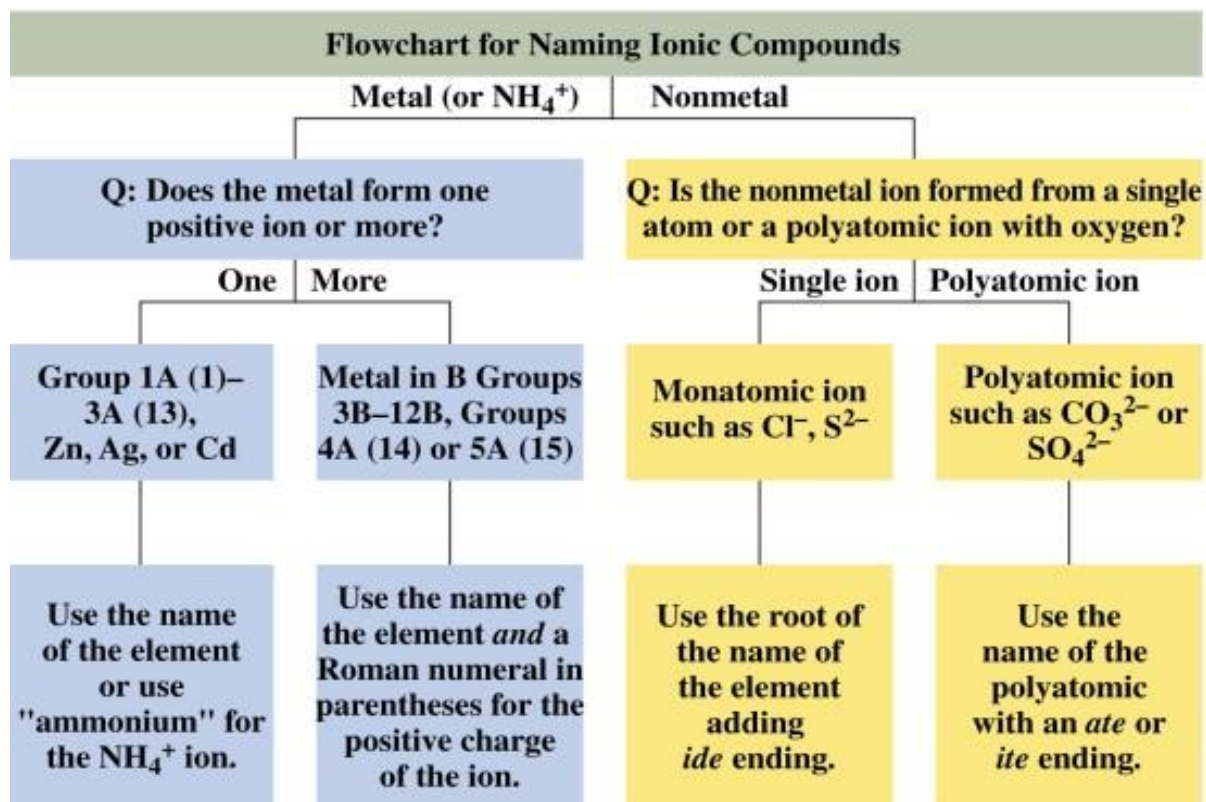 Flowchart for Naming Ionic Compounds
Metal (or NH₄⁺)
Nonmetal
Q: Does the metal form one
positive ion or more?
Q: Is the nonmetal ion formed from a single
atom or a polyatomic ion with oxygen?
One
More
Single ion
Polyatomic ion
Group 1A (1)–
3A (13),
Zn, Ag, or Cd
Metal in B Groups
3B–12B, Groups
4A (14) or 5A (15)
Monatomic ion
such as Cl⁻, S²⁻
Polyatomic ion
such as CO₃²⁻ or
SO₄²⁻
Use the name
of the element
or use
"ammonium" for
the NH₄⁺ ion.
Use the name of
the element and a
Roman numeral in
parentheses for the
positive charge
of the ion.
Use the root of
the name of
the element
adding
ide ending.
Use the
name of the
polyatomic
with an ate or
ite ending.